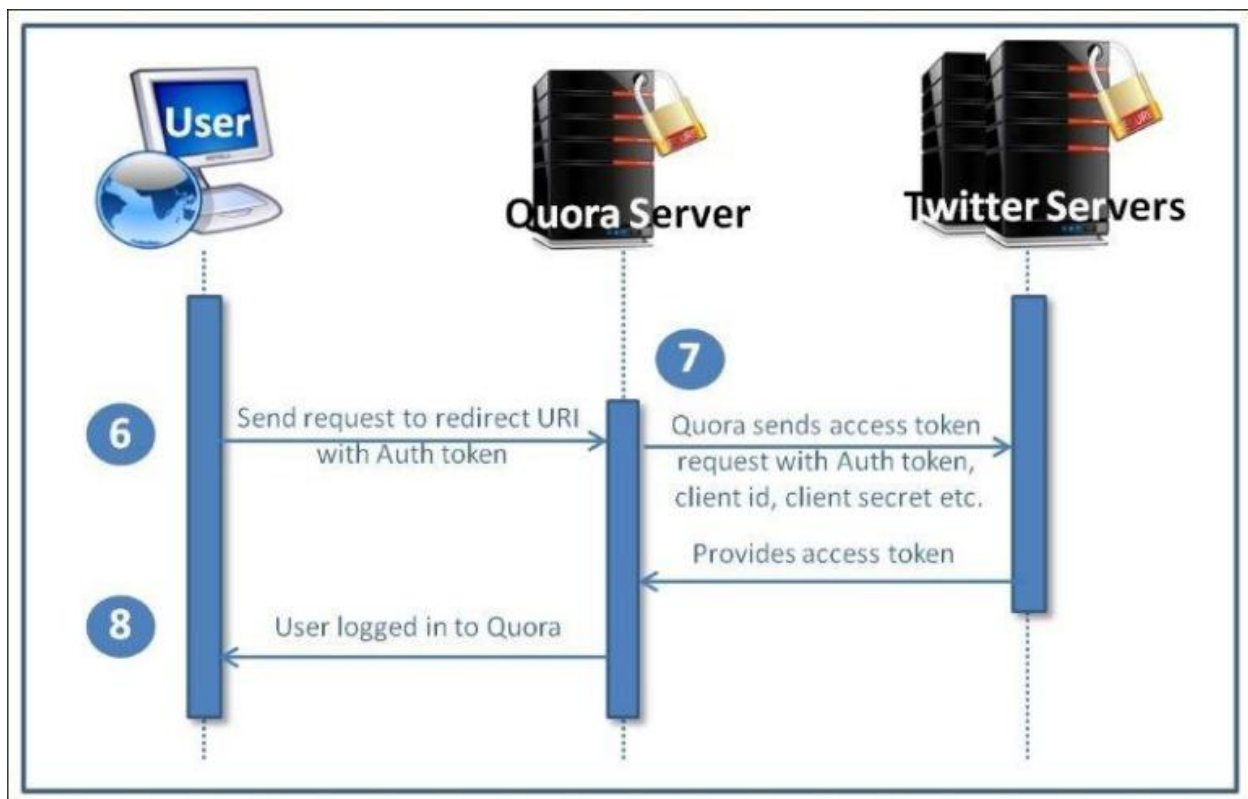 User
Quora Server
Twitter Servers
7
6
Send request to redirect URI
with Auth token
Quora sends access token
request with Auth token,
client id, client secret etc.
Provides access token
8
User logged in to Quora